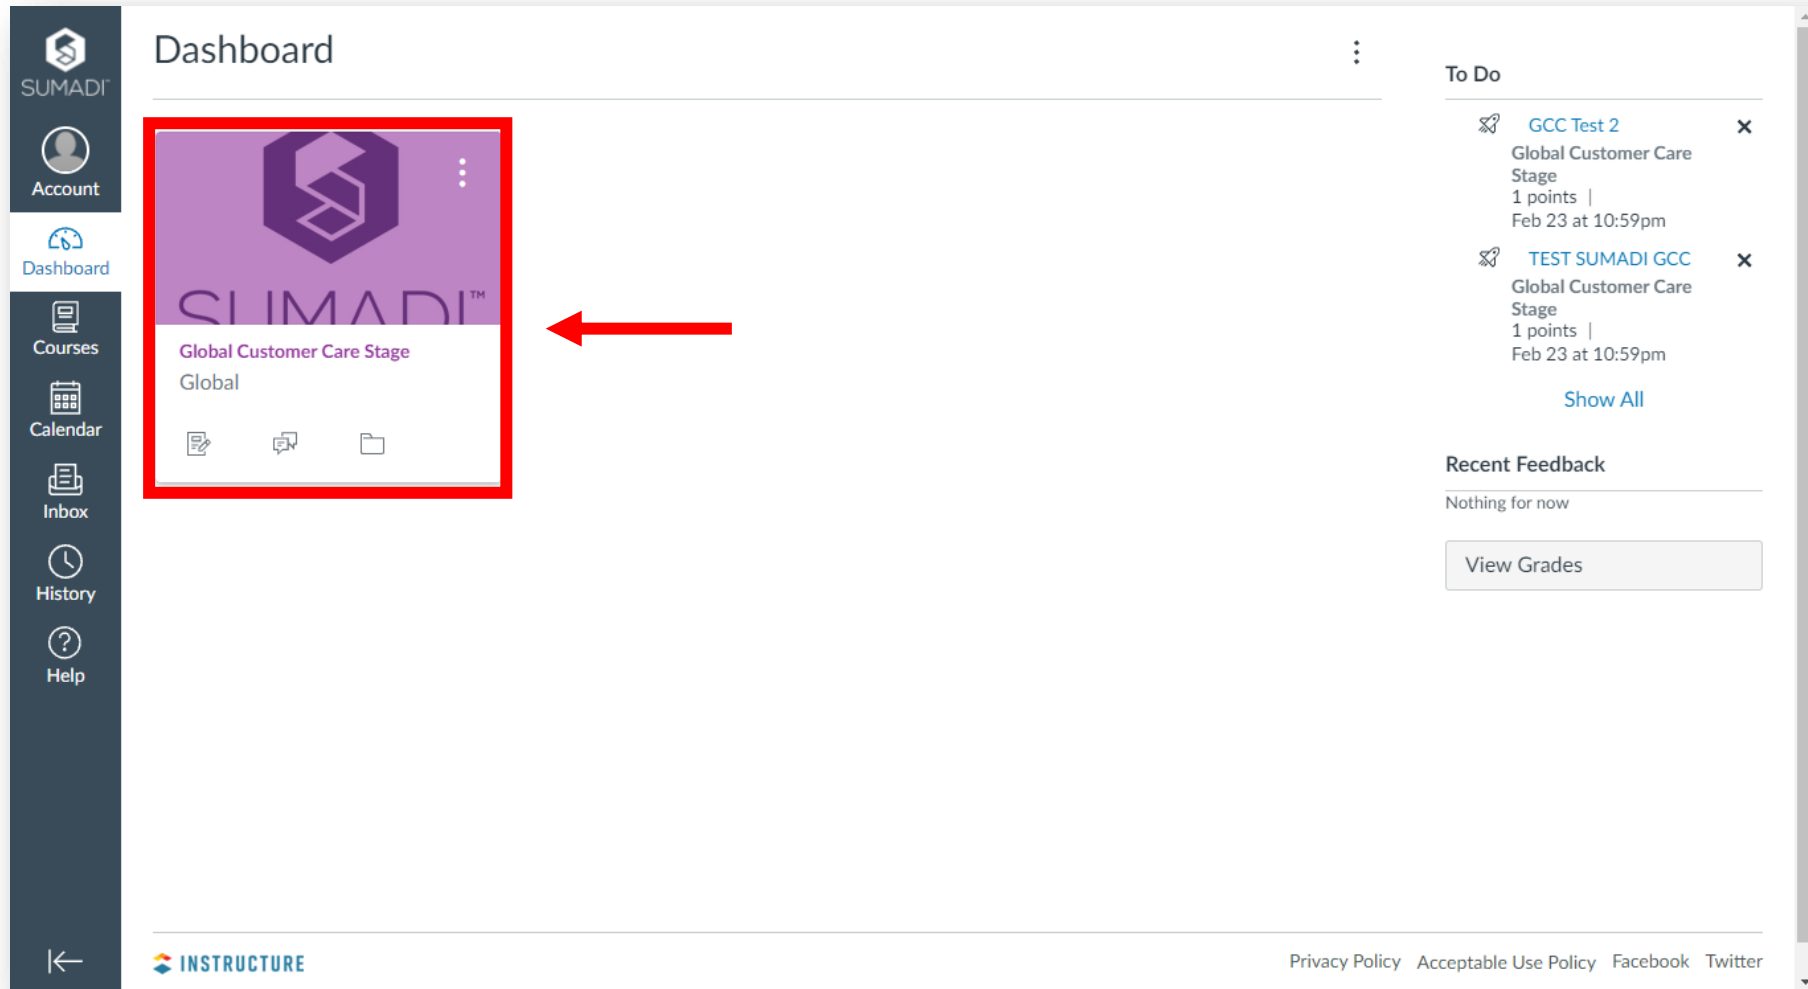 SUMADI™
Account
Dashboard
Courses
Calendar
Inbox
History
Help
Dashboard
SUMADI™
Global Customer Care Stage
Global
To Do
GCC Test 2
Global Customer Care
Stage
1 points |
Feb 23 at 10:59pm
TEST SUMADI GCC
Global Customer Care
Stage
1 points |
Feb 23 at 10:59pm
Show All
Recent Feedback
Nothing for now
View Grades
INSTRUCTURE
Privacy Policy Acceptable Use Policy Facebook Twitter